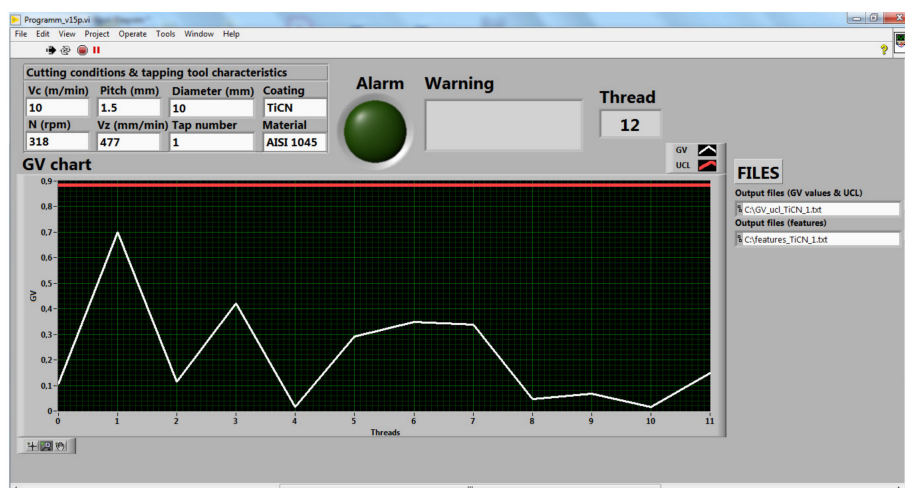 Programm_v15p.vi
File Edit View Project Operate Tools Window Help
Cutting conditions & tapping tool characteristics
Vc (m/min) Pitch (mm) Diameter (mm) Coating
10 1.5 10 TiCN
N (rpm) Vz (mm/min) Tap number Material
318 477 1 AISI 1045
Alarm Warning
Thread
12
GV chart
GV
UCL
0,9
0,8
0,7
0,6
0,5
0,4
0,3
0,2
0,1
0
GV
0 1 2 3 4 5 6 7 8 9 10 11
Threads
FILES
Output files (GV values & UCL)
C:\GV_ucl_TiCN_1.txt
Output files (features)
C:\features_TiCN_1.txt